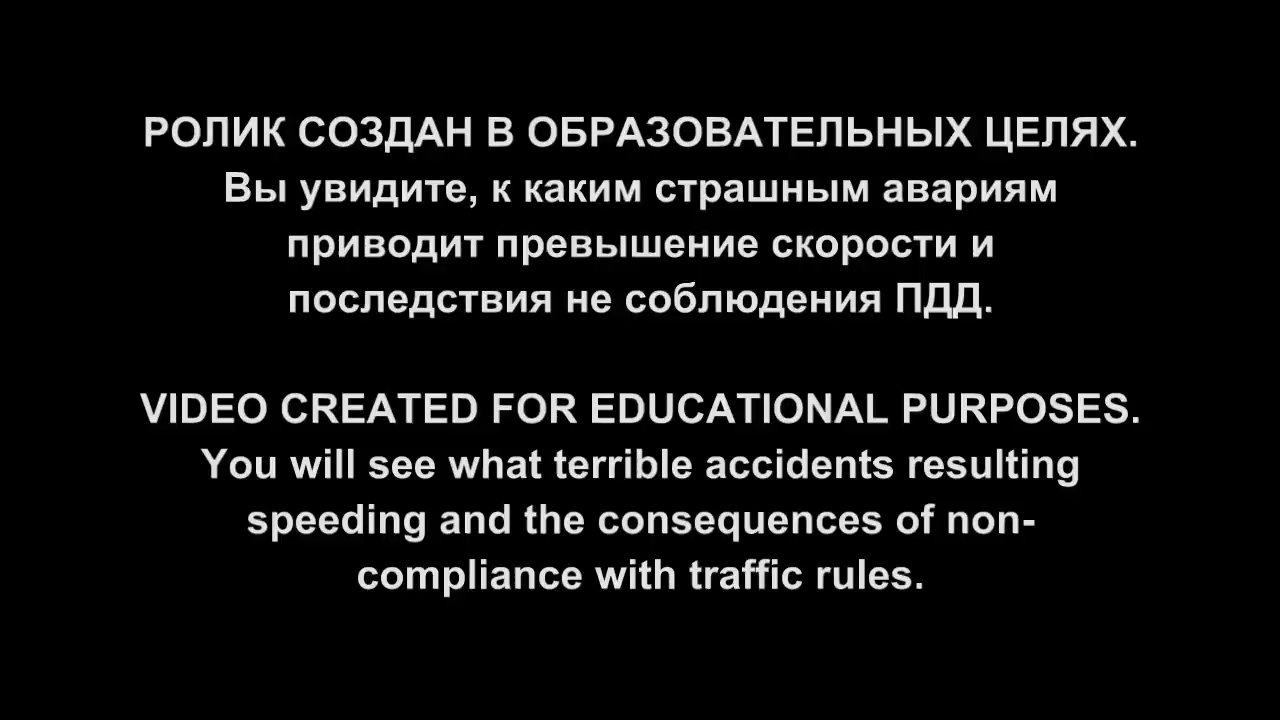 РОЛИК СОЗДАН В ОБРАЗОВАТЕЛЬНЫХ ЦЕЛЯХ.
Вы увидите, к каким страшным авариям
приводит превышение скорости и
последствия не соблюдения ПДД.
VIDEO CREATED FOR EDUCATIONAL PURPOSES.
You will see what terrible accidents resulting
speeding and the consequences of non-
compliance with traffic rules.